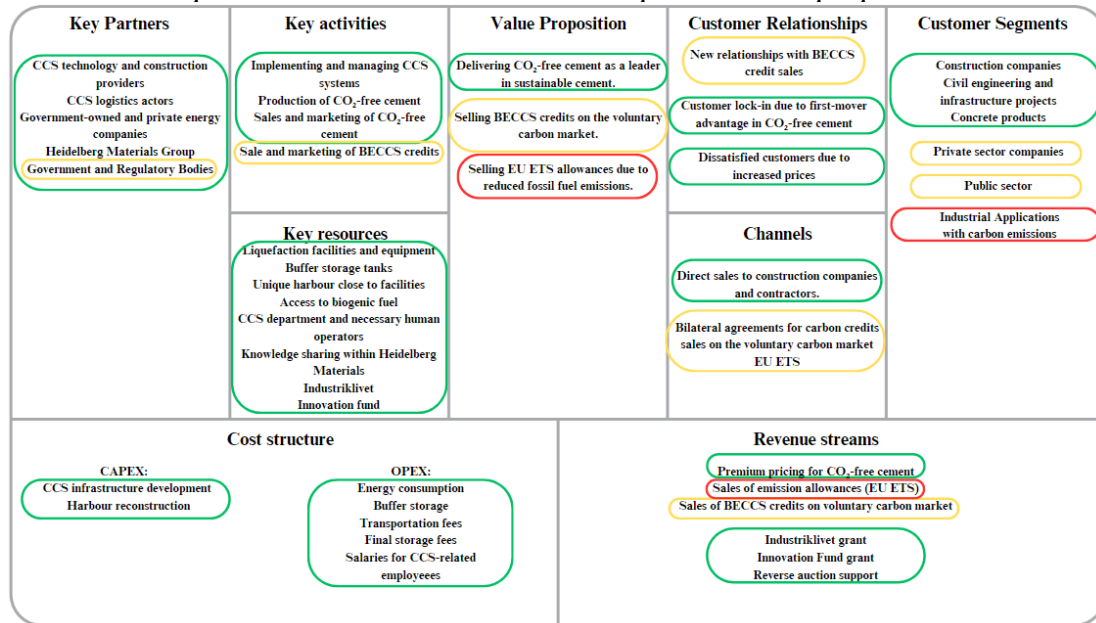 Key Partners
CCS technology and construction
providers
CCS logistics actors
Government-owned and private energy
companies
Heidelberg Materials Group
Government and Regulatory Bodies
Key activities
Implementing and managing CCS
systems
Production of CO₂-free cement
Sales and marketing of CO₂-free
cement
Sale and marketing of BECCS credits
Key resources
Liquefaction facilities and equipment
Buffer storage tanks
Unique harbour close to facilities
Access to biogenic fuel
CCS department and necessary human
operators
Knowledge sharing within Heidelberg
Materials
Industriklivet
Innovation fund
Value Proposition
Delivering CO₂-free cement as a leader
in sustainable cement.
Selling BECCS credits on the voluntary
carbon market.
Selling EU ETS allowances due to
reduced fossil fuel emissions.
Customer Relationships
New relationships with BECCS
credit sales
Customer lock-in due to first-mover
advantage in CO₂-free cement
Dissatisfied customers due to
increased prices
Channels
Direct sales to construction companies
and contractors.
Bilateral agreements for carbon credits
sales on the voluntary carbon market
EU ETS
Customer Segments
Construction companies
Civil engineering and
infrastructure projects
Concrete products
Private sector companies
Public sector
Industrial Applications
with carbon emissions
Cost structure
CAPEX:
CCS infrastructure development
Harbour reconstruction
OPEX:
Energy consumption
Buffer storage
Transportation fees
Final storage fees
Salaries for CCS-related
employeees
Revenue streams
Premium pricing for CO₂-free cement
Sales of emission allowances (EU ETS)
Sales of BECCS credits on voluntary carbon market
Industriklivet grant
Innovation Fund grant
Reverse auction support